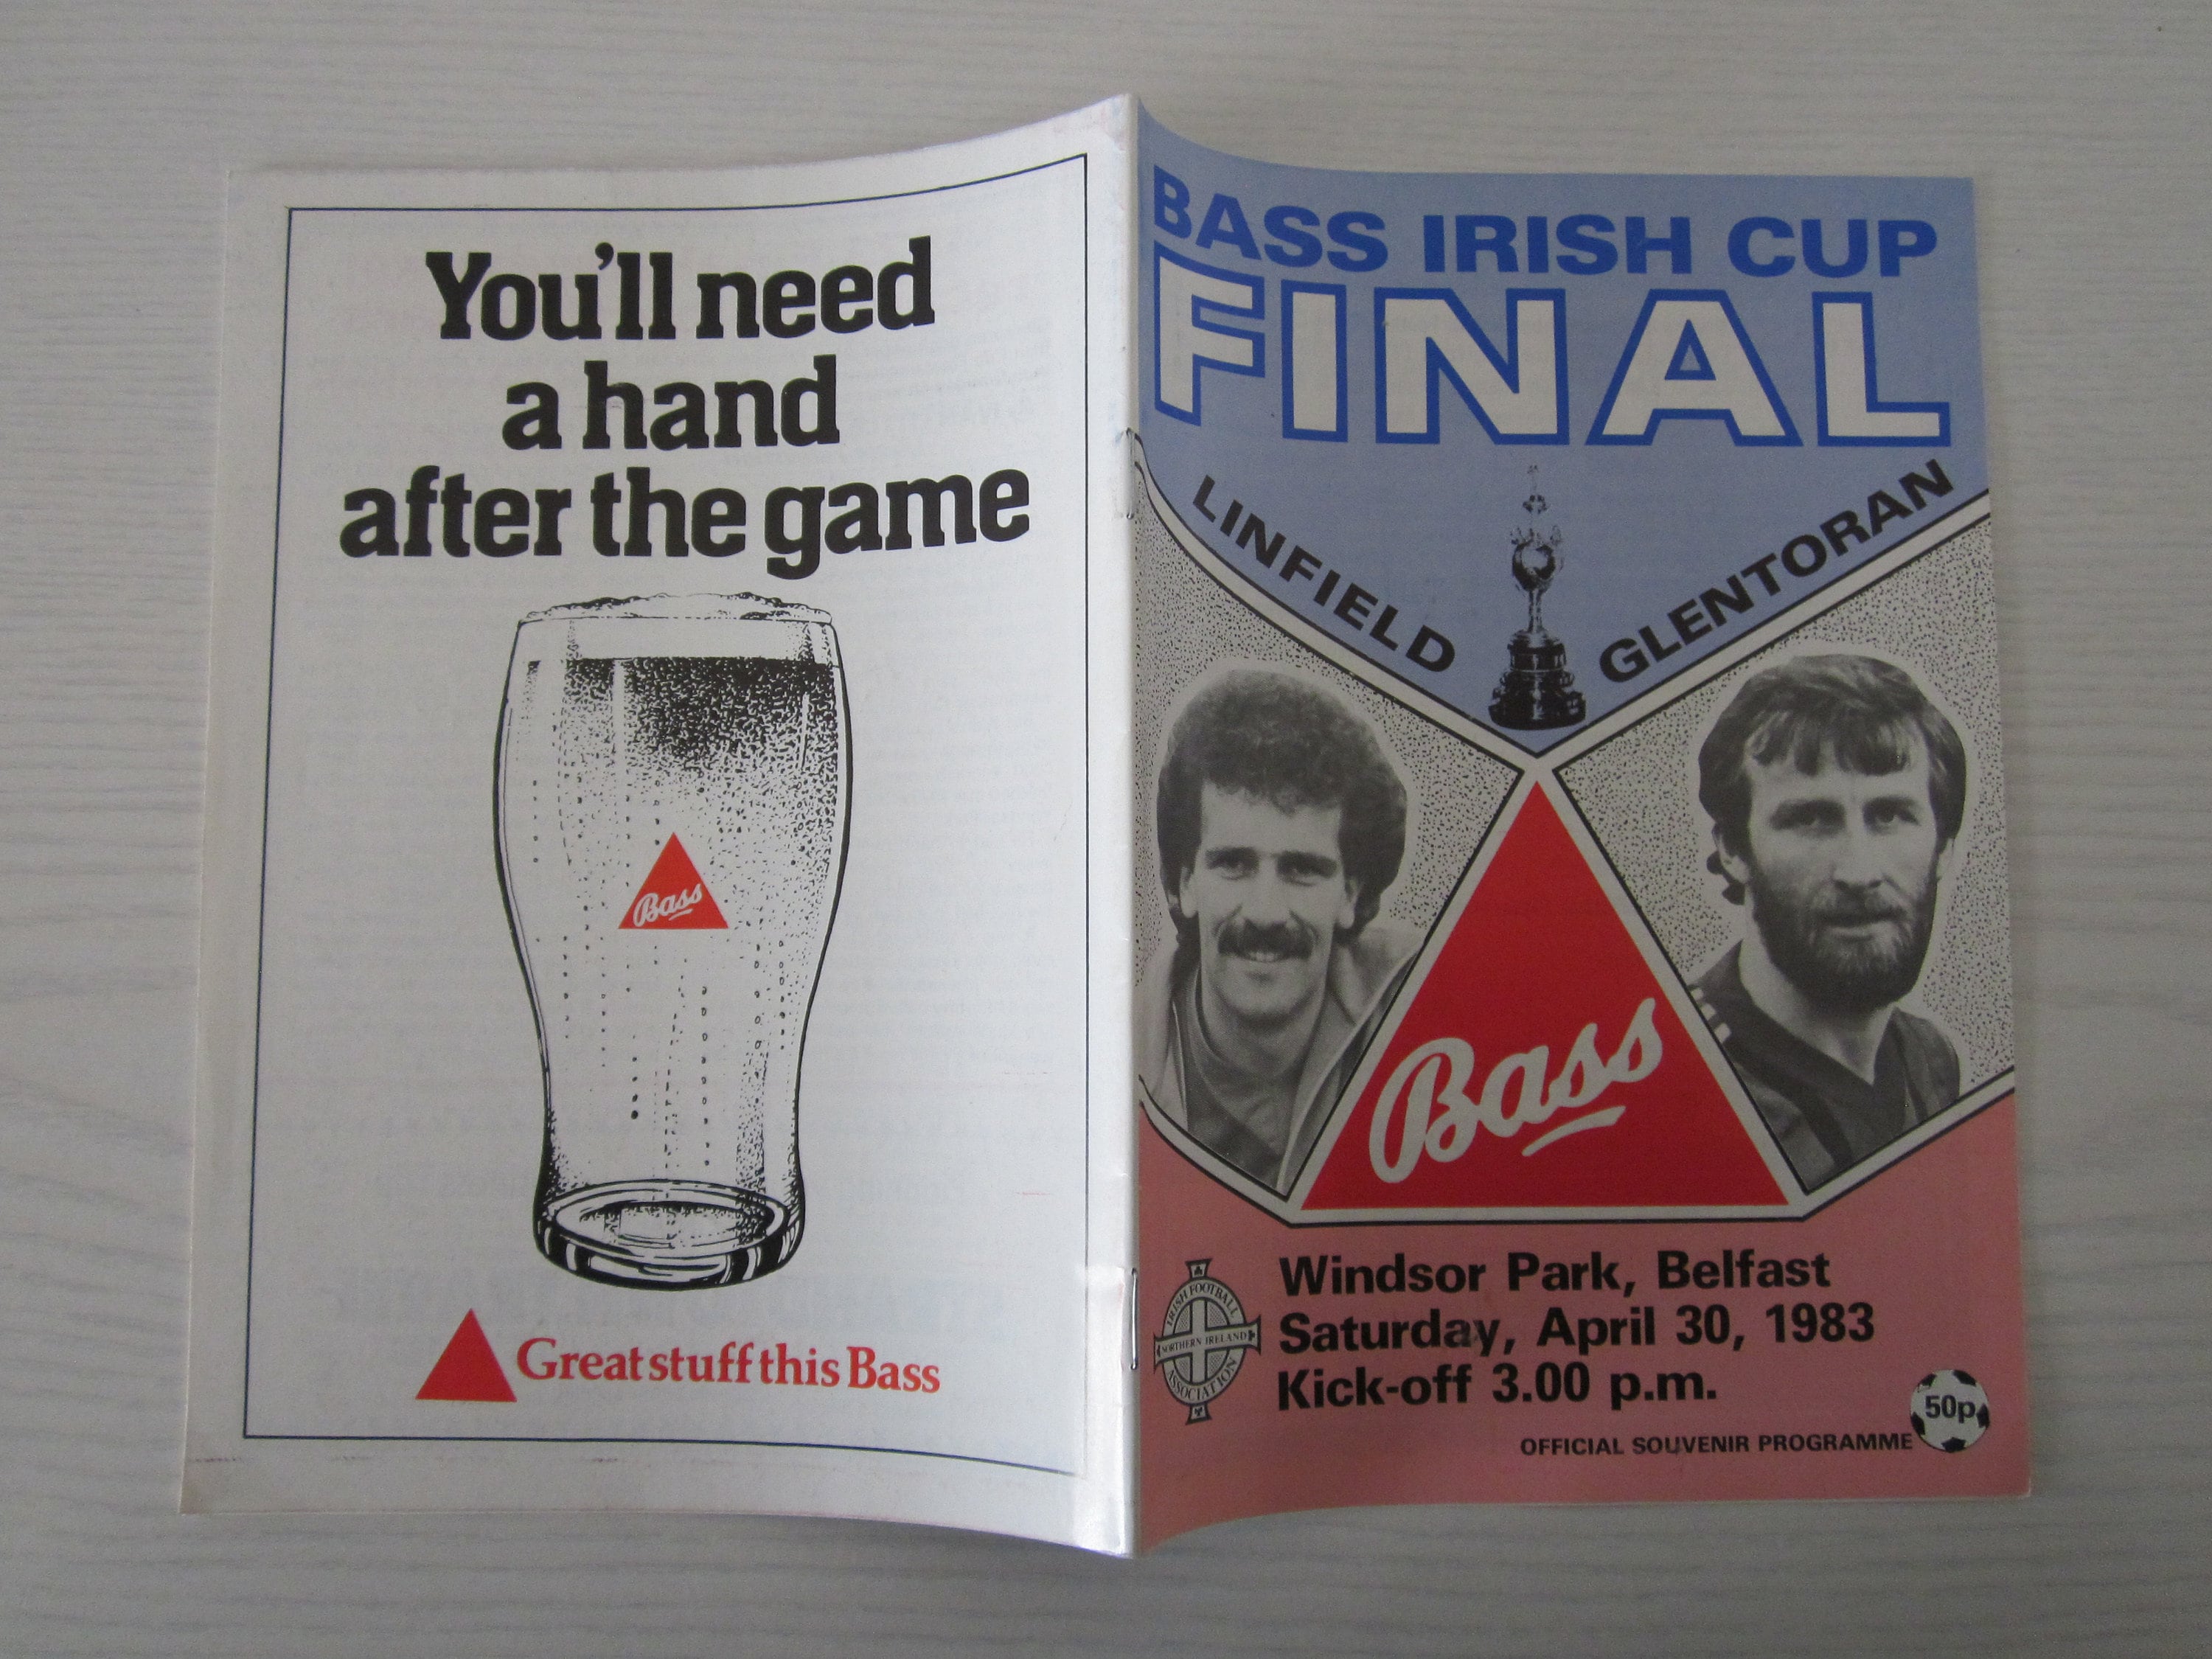 You'll need
a hand
after the game
Bass
Great stuff this Bass
BASS IRISH CUP
FINAL
LINFIELD
GLENTORAN
Bass
IRISH FOOTBALL
NORTHERN IRELAND
ASSOCIATION
Windsor Park, Belfast
Saturday, April 30, 1983
Kick-off 3.00 p.m.
OFFICIAL SOUVENIR PROGRAMME
50p